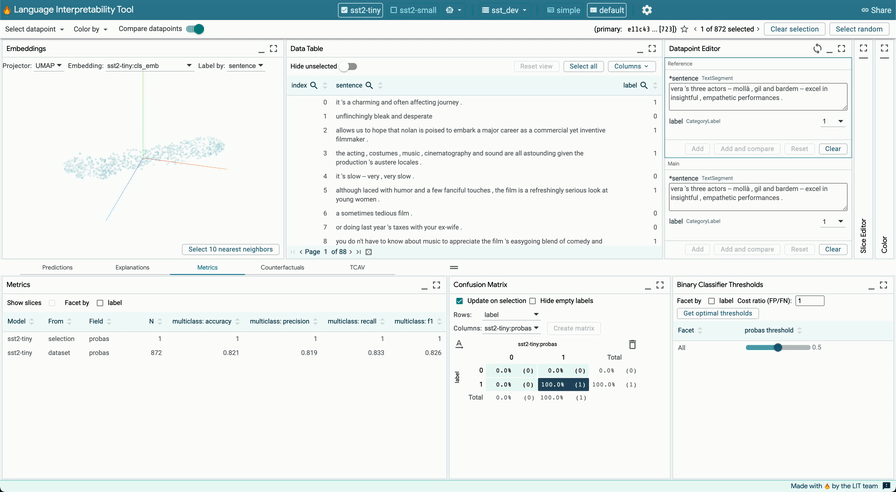 Language Interpretability Tool
sst2-tiny
sst2-small
sst_dev
simple
default
Share
Select datapoint
Color by
Compare datapoints
(primary: e11c43 ... [723])
1 of 872 selected
Clear selection
Select random
Embeddings
Projector: UMAP
Embedding: sst2-tiny:cls_emb
Label by: sentence
Select 10 nearest neighbors
Data Table
Hide unselected
Reset view
Select all
Columns
index sentence label
0 it 's a charming and often affecting journey . 1
1 unflinchingly bleak and desperate 0
2 allows us to hope that nolan is poised to embark a major career as a commercial yet inventive 1
filmmaker .
3 the acting , costumes , music , cinematography and sound are all astounding given the 1
production 's austere locales .
4 it 's slow -- very , very slow . 0
5 although laced with humor and a few fanciful touches , the film is a refreshingly serious look at 1
young women .
6 a sometimes tedious film . 0
7 or doing last year 's taxes with your ex-wife . 0
8 you do n't have to know about music to appreciate the film 's easygoing blend of comedy and 1
Page 1 of 88
Datapoint Editor
Reference
*sentence TextSegment
vera 's three actors -- mollà , gil and bardem -- excel in
insightful , empathetic performances .
label CategoryLabel 1
Add
Add and compare
Reset
Clear
Main
*sentence TextSegment
vera 's three actors -- mollà , gil and bardem -- excel in
insightful , empathetic performances .
label CategoryLabel 1
Add
Add and compare
Reset
Clear
Slice Editor
Color
Predictions
Explanations
Metrics
Counterfactuals
TCAV
Metrics
Show slices
Facet by label
Model From Field N multiclass: accuracy multiclass: precision multiclass: recall multiclass: f1
sst2-tiny selection probas 1 1 1 1 1
sst2-tiny dataset probas 872 0.821 0.819 0.833 0.826
Confusion Matrix
Update on selection
Hide empty labels
Rows: label
Columns: sst2-tiny:probas
Create matrix
sst2-tiny:probas
0 1 Total
label
0 0.0% (0) 0.0% (0) 0.0% (0)
1 0.0% (0) 100.0% (1) 100.0% (1)
Total 0.0% (0) 100.0% (1)
Binary Classifier Thresholds
Facet by label Cost ratio (FP/FN): 1
Get optimal thresholds
Facet probas threshold
All 0.5
Made with by the LIT team